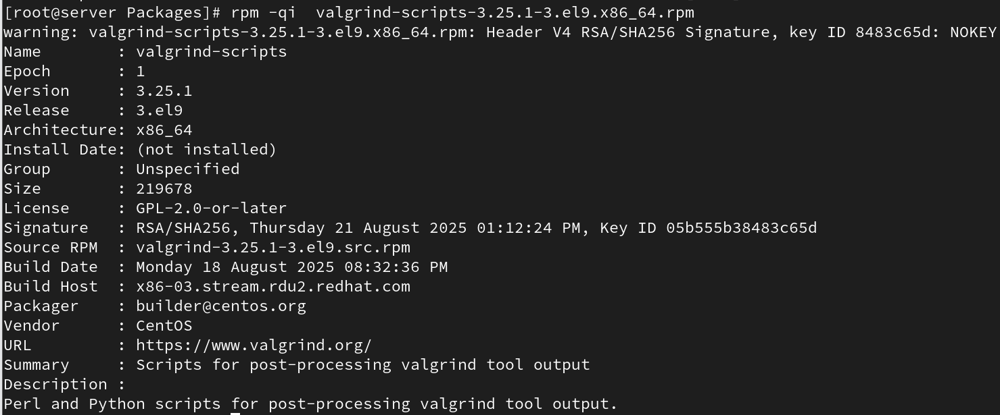 [root@server Packages]# rpm -qi  valgrind-scripts-3.25.1-3.el9.x86_64.rpm
warning: valgrind-scripts-3.25.1-3.el9.x86_64.rpm: Header V4 RSA/SHA256 Signature, key ID 8483c65d: NOKEY
Name        : valgrind-scripts
Epoch       : 1
Version     : 3.25.1
Release     : 3.el9
Architecture: x86_64
Install Date: (not installed)
Group       : Unspecified
Size        : 219678
License     : GPL-2.0-or-later
Signature   : RSA/SHA256, Thursday 21 August 2025 01:12:24 PM, Key ID 05b555b38483c65d
Source RPM  : valgrind-3.25.1-3.el9.src.rpm
Build Date  : Monday 18 August 2025 08:32:36 PM
Build Host  : x86-03.stream.rdu2.redhat.com
Packager    : builder@centos.org
Vendor      : CentOS
URL         : https://www.valgrind.org/
Summary     : Scripts for post-processing valgrind tool output
Description :
Perl and Python scripts for post-processing valgrind tool output.